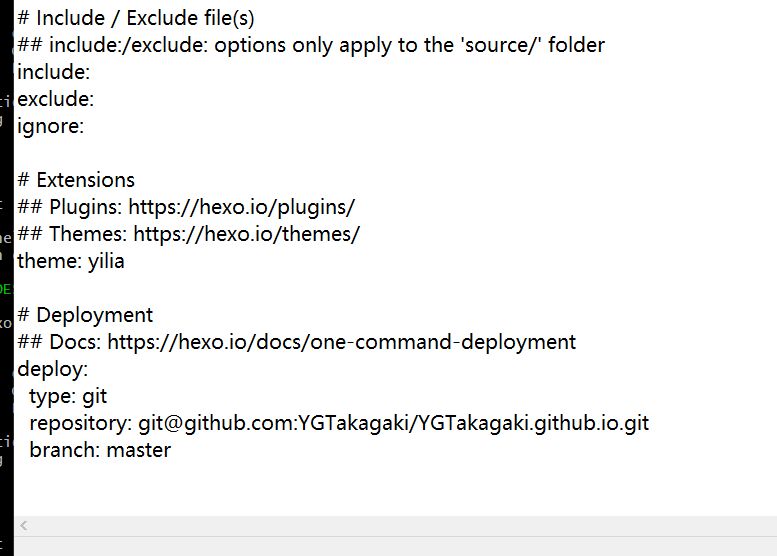 # Include / Exclude file(s)
## include:/exclude: options only apply to the 'source/' folder
include:
exclude:
ignore:
# Extensions
## Plugins: https://hexo.io/plugins/
## Themes: https://hexo.io/themes/
theme: yilia
# Deployment
## Docs: https://hexo.io/docs/one-command-deployment
deploy:
  type: git
  repository: git@github.com:YGTakagaki/YGTakagaki.github.io.git
  branch: master